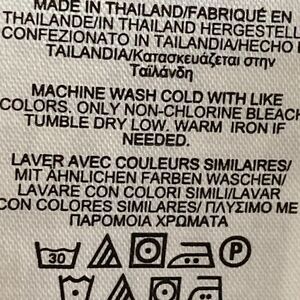 MADE IN THAILAND/FABRIQUÉ EN
THAILANDE/IN THAILAND HERGESTELL
CONFEZIONATO IN TAILANDIA/HECHO E
TAILANDIA/Κατασκευάζεται στην
Ταϊλάνδη
MACHINE WASH COLD WITH LIKE
COLORS. ONLY NON-CHLORINE BLEACH
TUMBLE DRY LOW. WARM IRON IF
NEEDED.
LAVER AVEC COULEURS SIMILAIRES/
MIT ÄHNLICHEN FARBEN WASCHEN/
LAVARE CON COLORI SIMILI/LAVAR
CON COLORES SIMILARES/ ΠΛΥΣΙΜΟ ΜΕ
ΠΑΡΟΜΟΙΑ ΧΡΩΜΑΤΑ
30 P